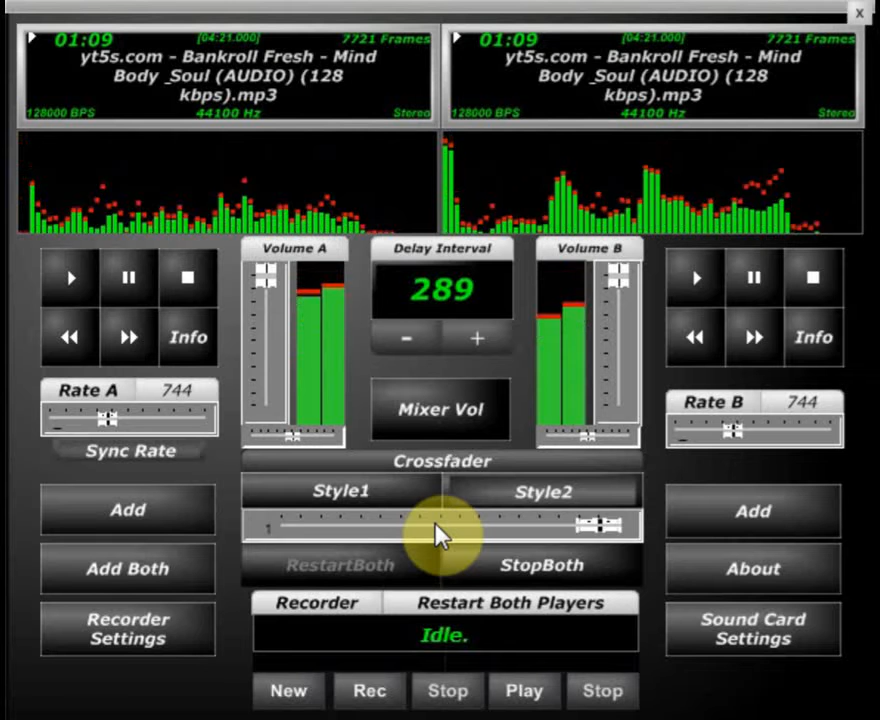 x
01:09 [04:21.000] 7721 Frames
yt5s.com - Bankroll Fresh - Mind
Body _Soul (AUDIO) (128
kbps).mp3
128000 BPS 44100 Hz Stereo
01:09 [04:21.000] 7721 Frames
yt5s.com - Bankroll Fresh - Mind
Body _Soul (AUDIO) (128
kbps).mp3
128000 BPS 44100 Hz Stereo
Volume A
Delay Interval
Volume B
289
- +
Info
Info
Mixer Vol
Rate A 744
Rate B 744
Sync Rate
Crossfader
Style1 Style2
1
RestartBoth StopBoth
Add
Add Both
Recorder
Settings
Add
About
Sound Card
Settings
Recorder Restart Both Players
Idle.
New Rec Stop Play Stop